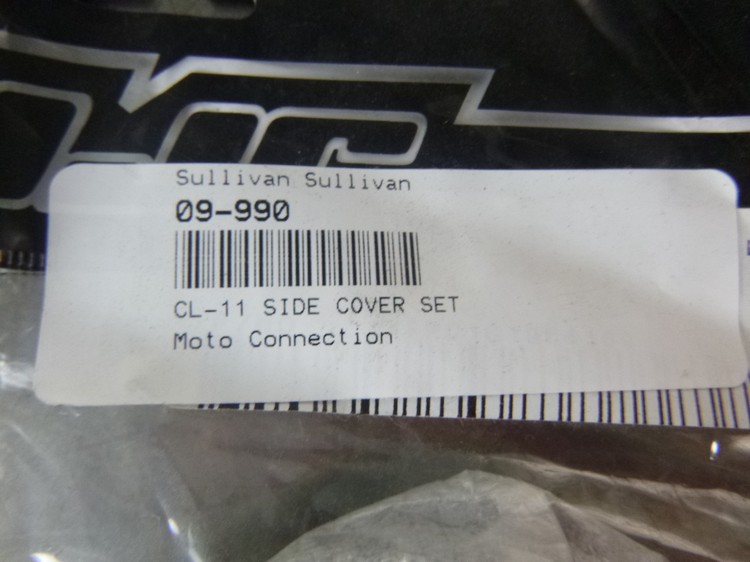 Sullivan Sullivan
09-990
CL-11 SIDE COVER SET
Moto Connection